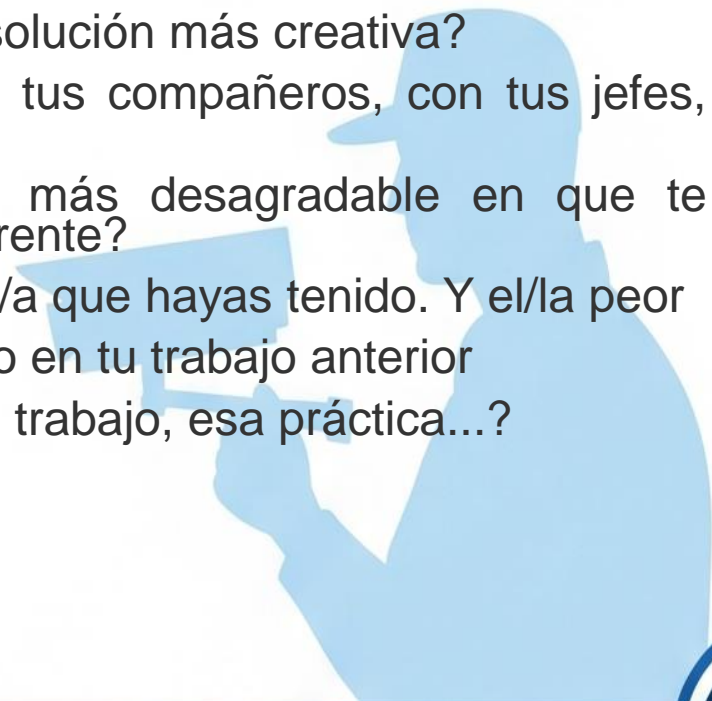 solución más creativa?
tus compañeros, con tus jefes,
más desagradable en que te
rente?
/a que hayas tenido. Y el/la peor
o en tu trabajo anterior
trabajo, esa práctica...?